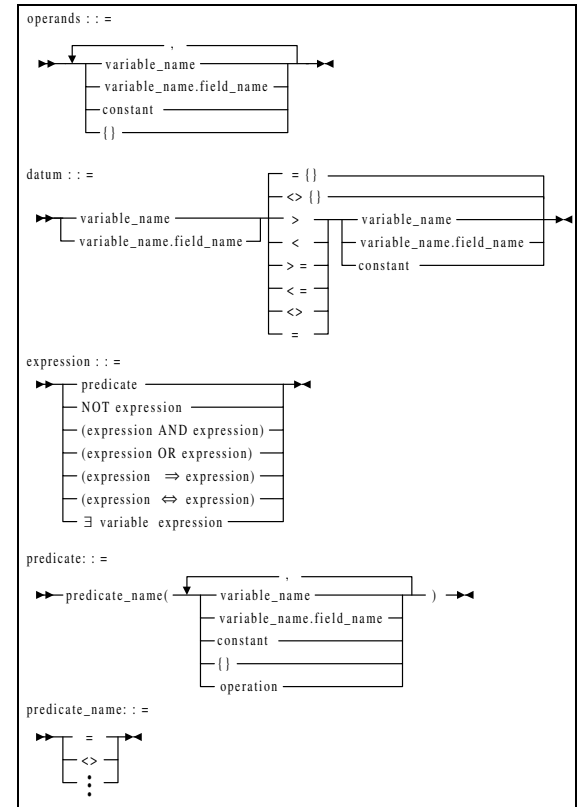 operands : : =
,
variable_name
variable_name.field_name
constant
{}
datum : : =
= {}
<> {}
variable_name > variable_name
variable_name.field_name < variable_name.field_name
> = constant
< =
<>
=
expression : : =
predicate
NOT expression
(expression AND expression)
(expression OR expression)
(expression ⇒ expression)
(expression ⇔ expression)
∃ variable expression
predicate: : =
,
predicate_name( variable_name )
variable_name.field_name
constant
{}
operation
predicate_name: : =
=
<>
⋮